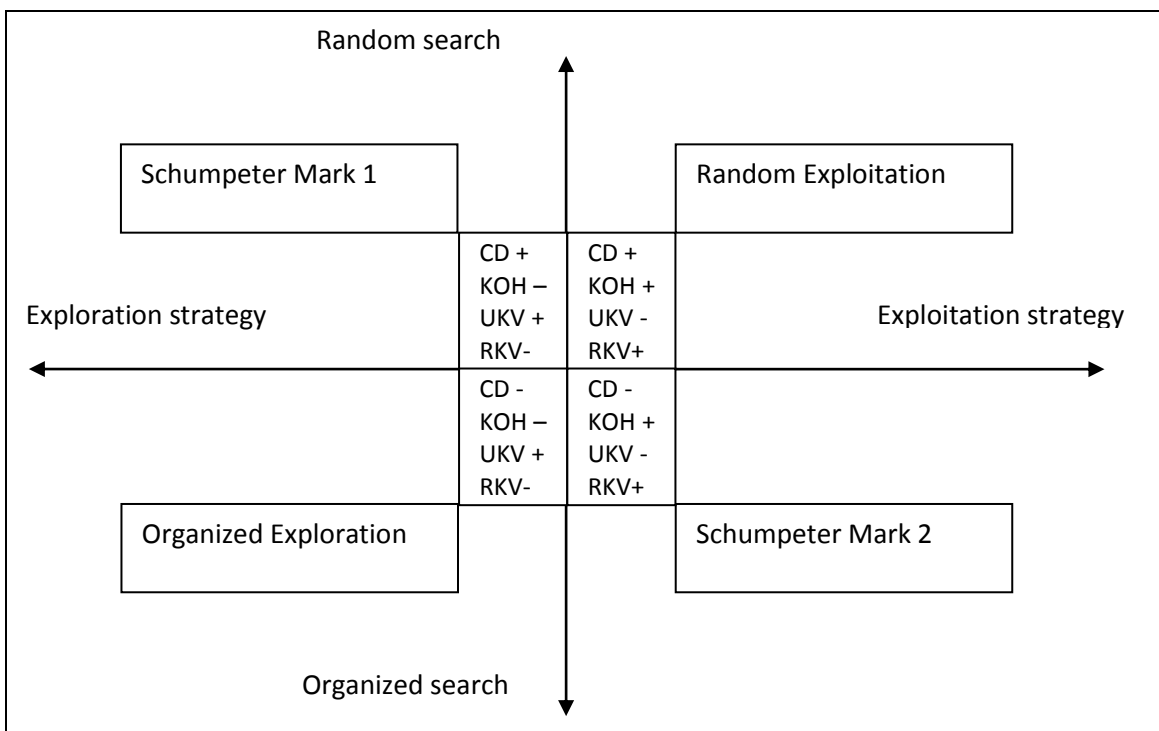 Random search
Schumpeter Mark 1
Random Exploitation
CD +
KOH –
UKV +
RKV-
CD +
KOH +
UKV -
RKV+
Exploration strategy
Exploitation strategy
CD -
KOH –
UKV +
RKV-
CD -
KOH +
UKV -
RKV+
Organized Exploration
Schumpeter Mark 2
Organized search